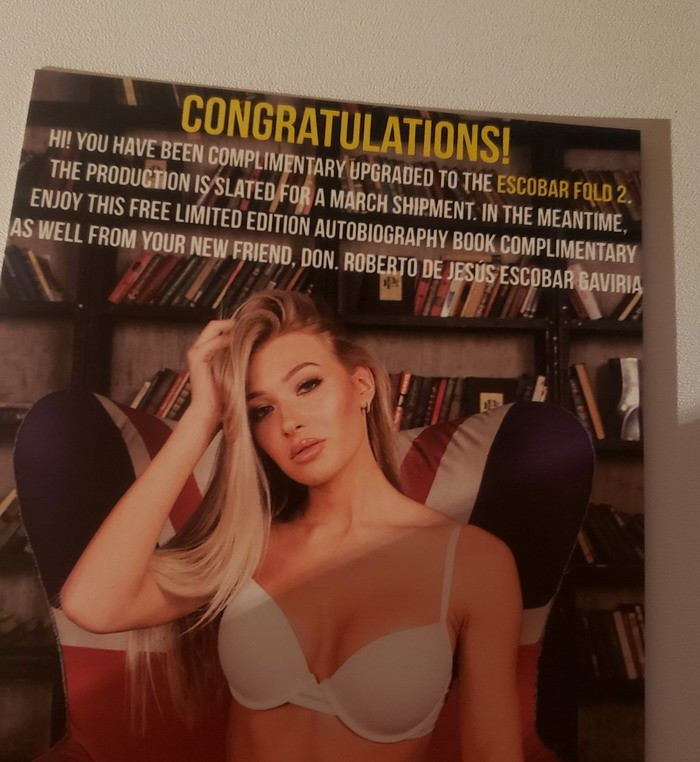 CONGRATULATIONS!
HI! YOU HAVE BEEN COMPLIMENTARY UPGRADED TO THE ESCOBAR FOLD 2.
THE PRODUCTION IS SLATED FOR A MARCH SHIPMENT. IN THE MEANTIME,
ENJOY THIS FREE LIMITED EDITION AUTOBIOGRAPHY BOOK COMPLIMENTARY
AS WELL FROM YOUR NEW FRIEND, DON. ROBERTO DE JESÚS ESCOBAR GAVIRIA